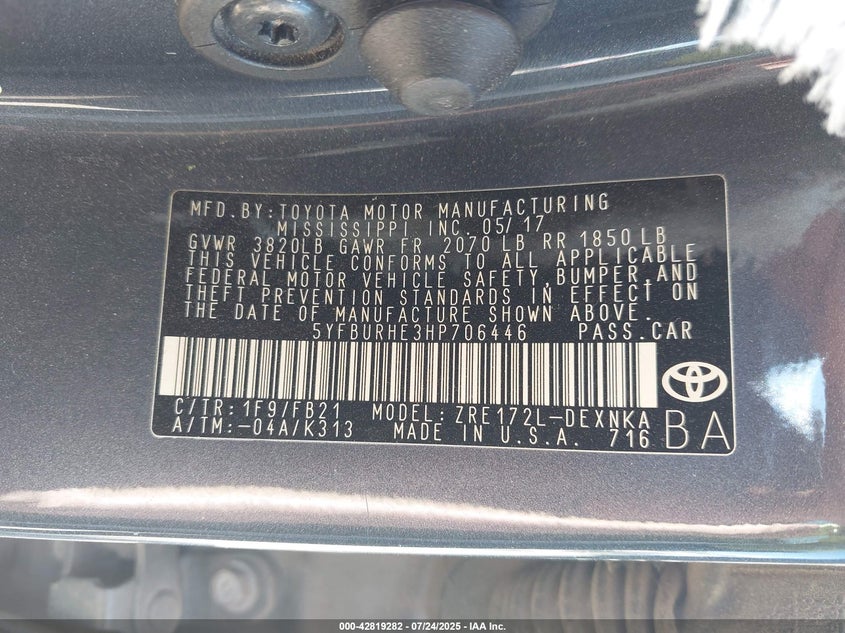 MFD.BY:TOYOTA MOTOR MANUFACTURING
MISSISSIPPI INC. 05/17
GVWR 3820LB GAWR FR 2070 LB RR 1850LB
THIS VEHICLE CONFORMS TO ALL APPLICABLE
FEDERAL MOTOR VEHICLE SAFETY,BUMPER,AND
THEFT PREVENTION STANDARDS IN EFFECT ON
THE DATE OF MANUFACTURE SHOWN ABOVE.
5YFBURHE3HP706446 PASS.CAR
C/TR:1F9/FB21 MODEL:ZRE172L-DEXNKA
A/TM:-04A/K313 MADE IN U.S.A. 716 BA
000-42819282 - 07/24/2025 - IAA Inc.